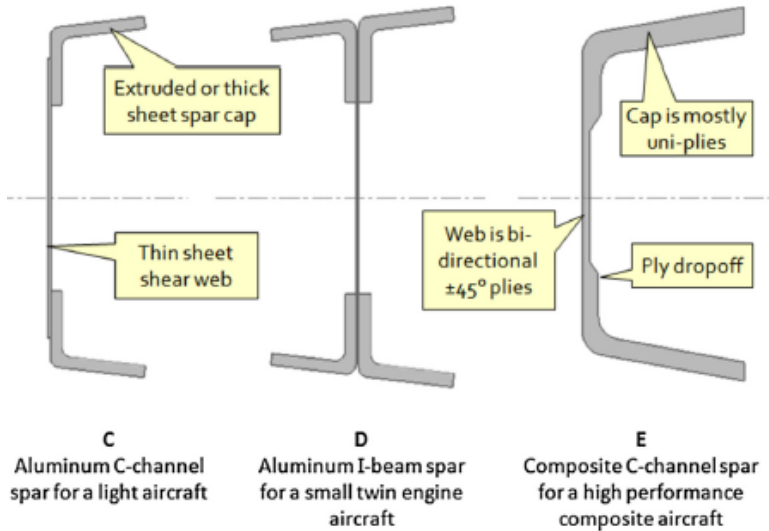 Extruded or thick
sheet spar cap
Cap is mostly
uni-plies
Thin sheet
shear web
Web is bi-
directional
±45° plies
Ply dropoff
C
Aluminum C-channel
spar for a light aircraft
D
Aluminum I-beam spar
for a small twin engine
aircraft
E
Composite C-channel spar
for a high performance
composite aircraft